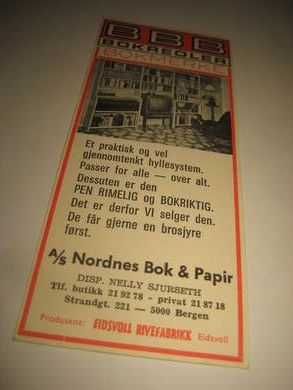 BBB
BOKREOLER
BOKMERKE
Et praktisk og vel
gjennomtenkt hyllesystem.
Passer for alle — over alt.
Dessuten er den
PEN RIMELIG og BOKRIKTIG.
Det er derfor VI selger den.
De får gjerne en brosjyre
først.
A/S Nordnes Bok & Papir
DISP. NELLY SJURSETH
Tlf. butikk 21 92 78 - privat 21 87 18
Strandgt. 221 — 5000 Bergen
Produsent: EIDSVOLL RIVEFABRIKK Eidsvoll